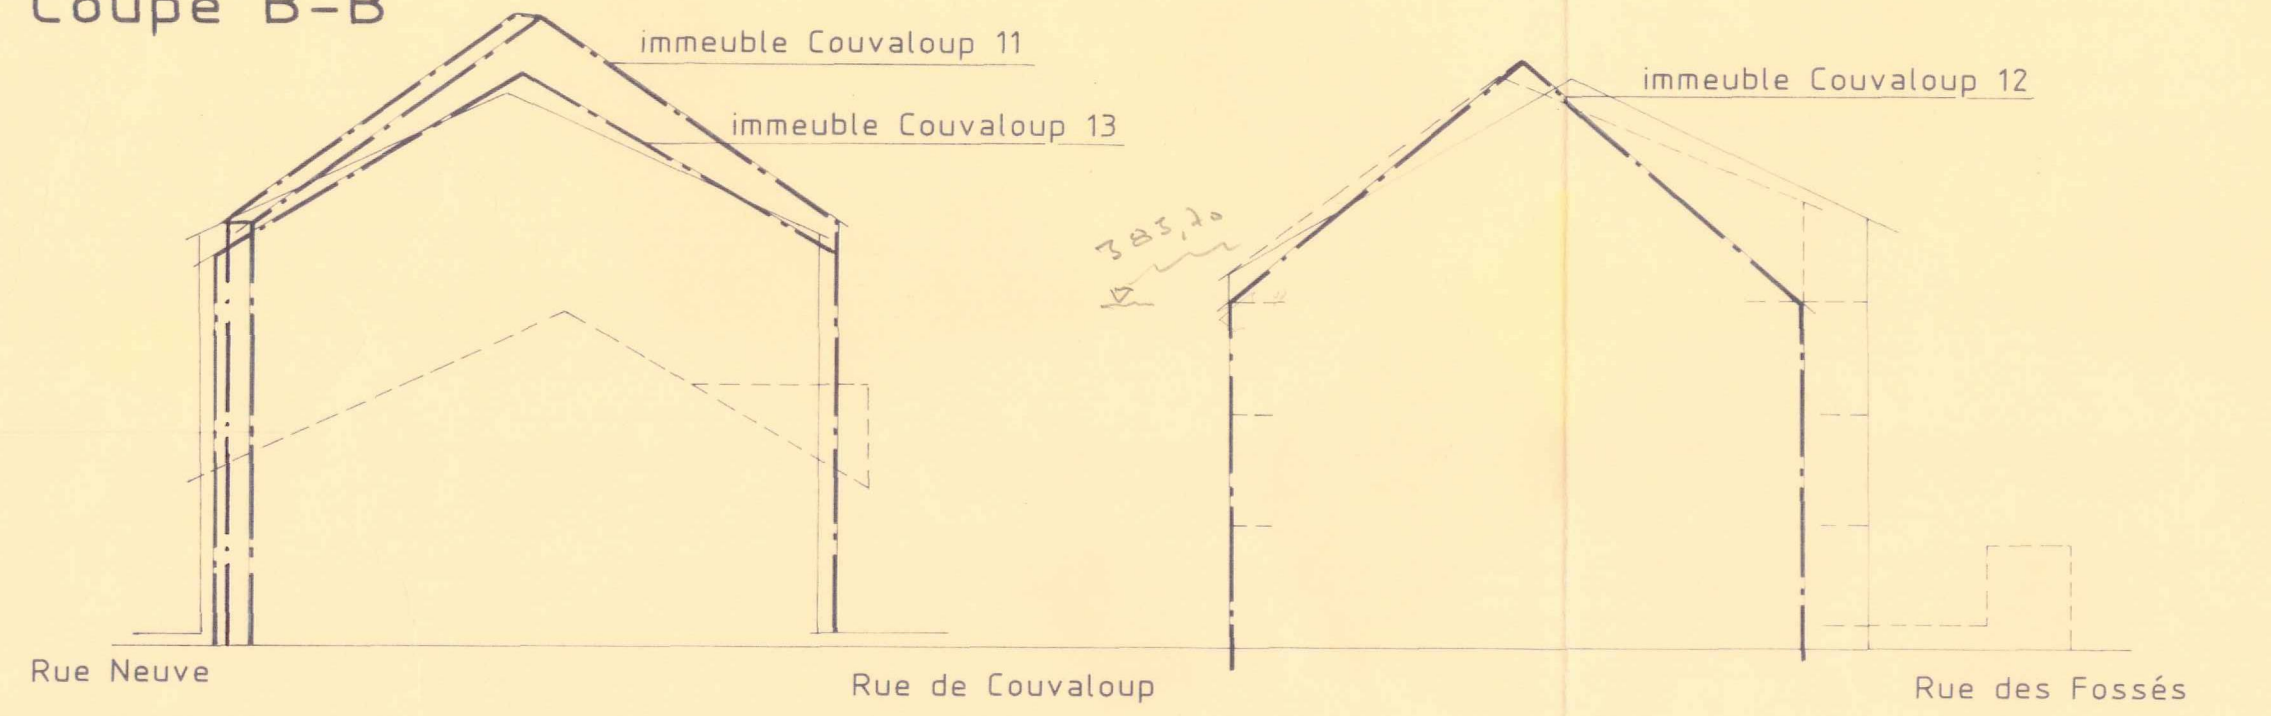 Coupe B-B
immeuble Couvaloup 11
immeuble Couvaloup 12
immeuble Couvaloup 13
383,70
Rue Neuve
Rue de Couvaloup
Rue des Fossés